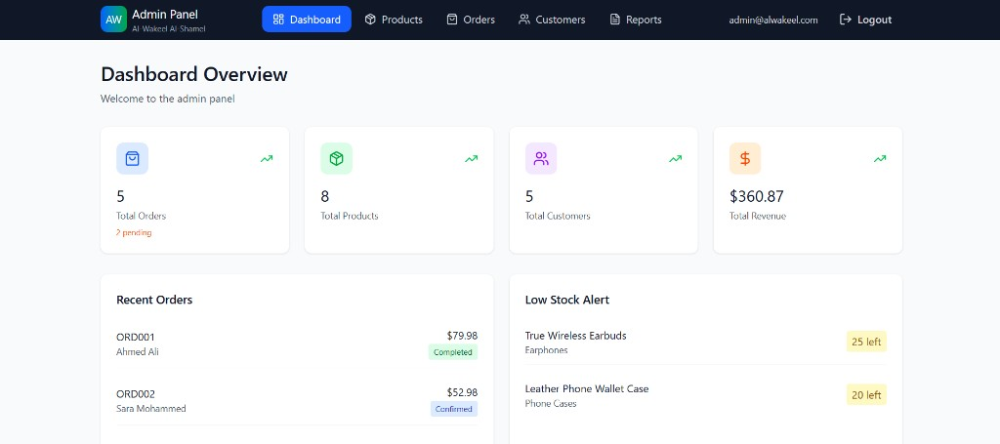 AW
Admin Panel
Al-Wakeel Al-Shamel
Dashboard
Products
Orders
Customers
Reports
admin@alwakeel.com
Logout
Dashboard Overview
Welcome to the admin panel
5
Total Orders
2 pending
8
Total Products
5
Total Customers
$360.87
Total Revenue
Recent Orders
ORD001
$79.98
Ahmed Ali
Completed
ORD002
$52.98
Sara Mohammed
Confirmed
Low Stock Alert
True Wireless Earbuds
Earphones
25 left
Leather Phone Wallet Case
Phone Cases
20 left